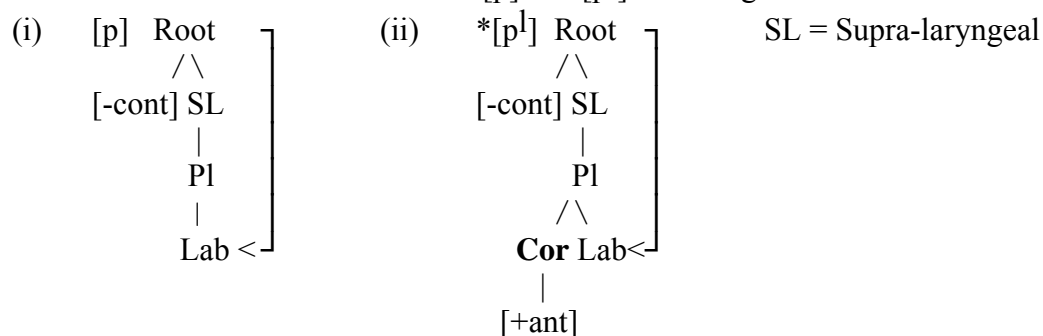 (i) [p] Root (ii) *[pˡ] Root SL = Supra-laryngeal
[-cont] SL [-cont] SL
Pl Pl
Lab < Cor Lab<
[+ant]